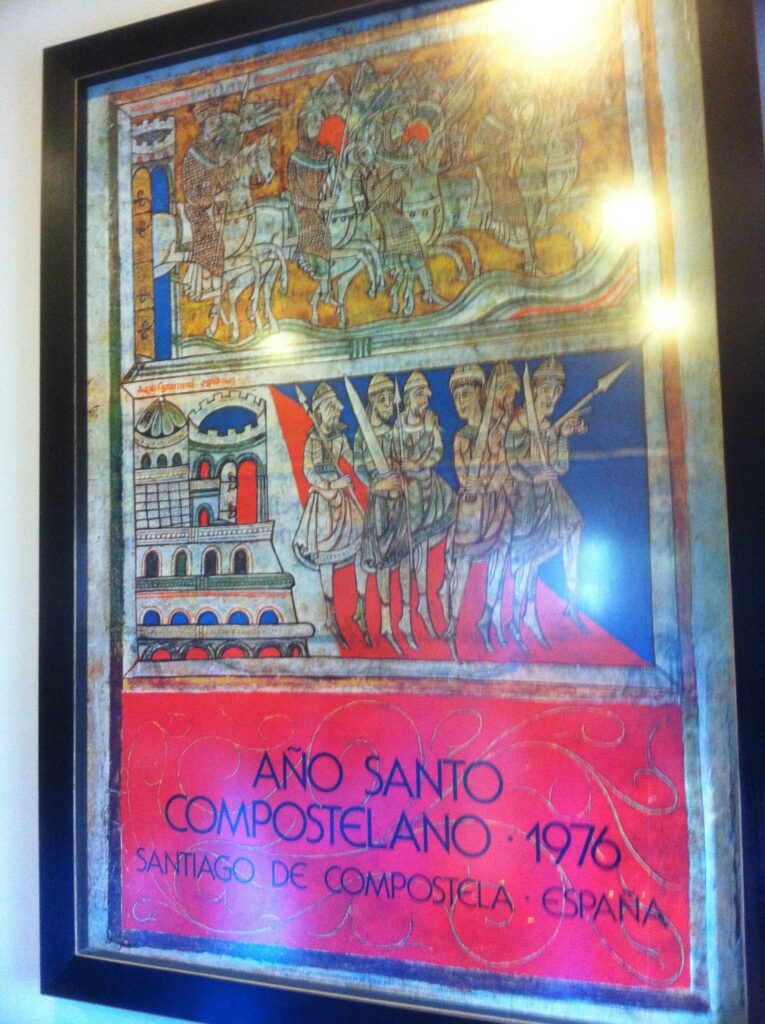 AÑO SANTO
COMPOSTELANO · 1976
SANTIAGO DE COMPOSTELA · ESPAÑA